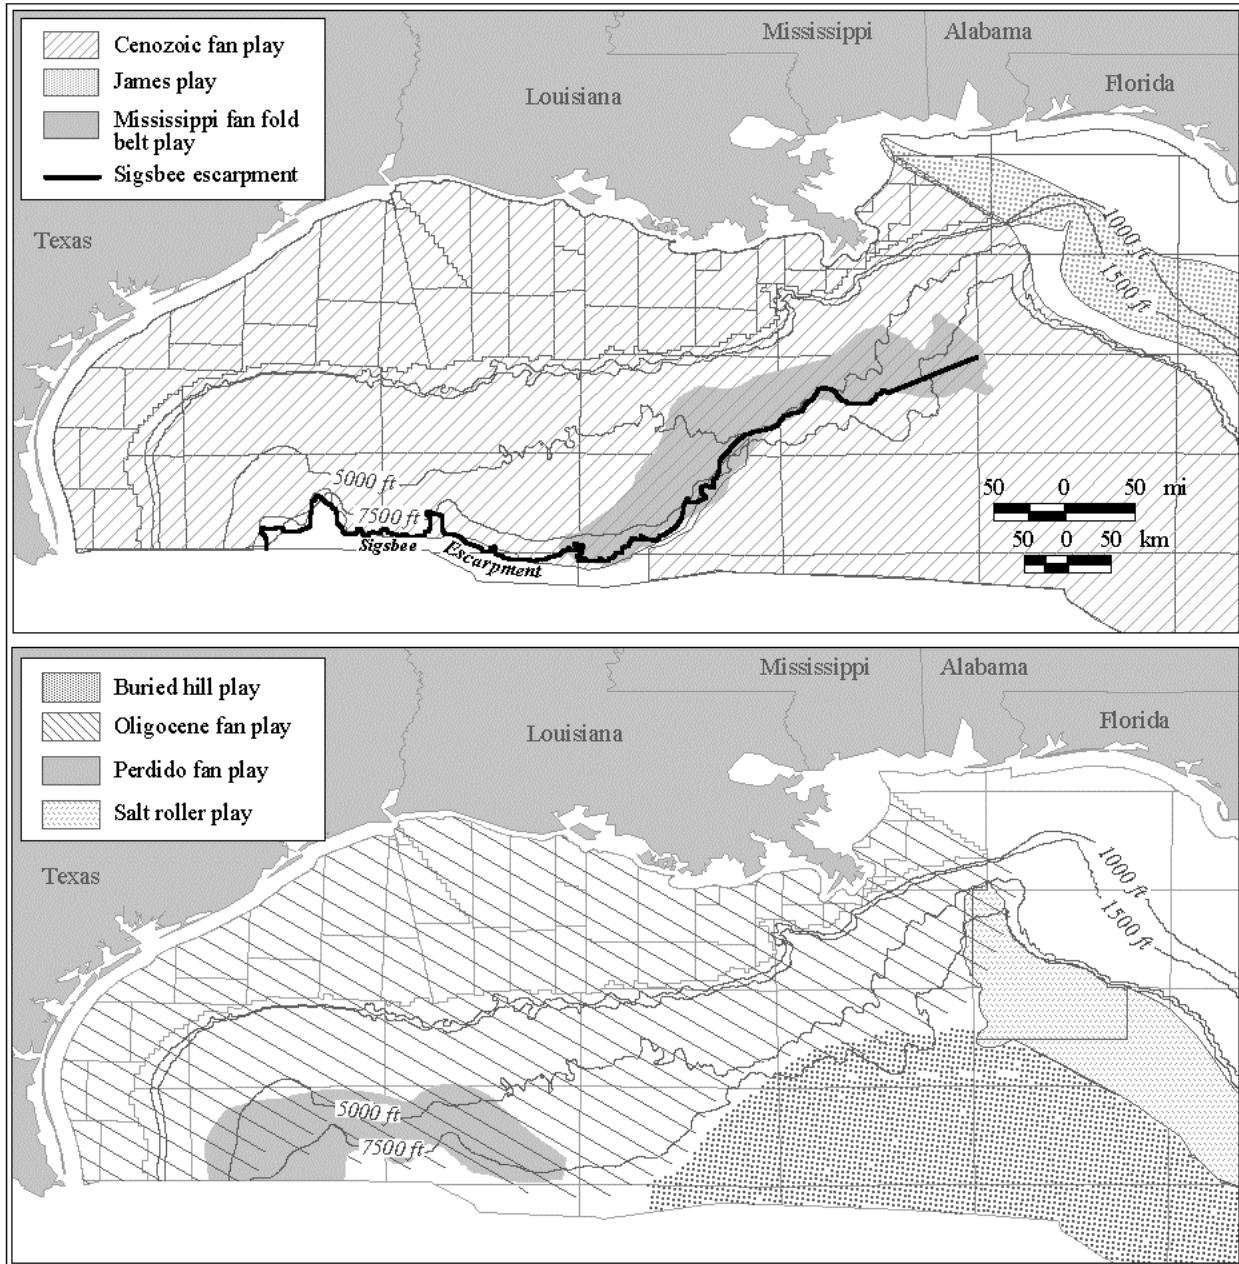 Cenozoic fan play
James play
Mississippi fan fold
belt play
Sigsbee escarpment
Mississippi
Alabama
Louisiana
Florida
Texas
1000 ft
1500 ft
5000 ft
7500 ft
Sigsbee
Escarpment
50 0 50 mi
50 0 50 km
Buried hill play
Oligocene fan play
Perdido fan play
Salt roller play
Mississippi
Alabama
Louisiana
Florida
Texas
1000 ft
1500 ft
5000 ft
7500 ft